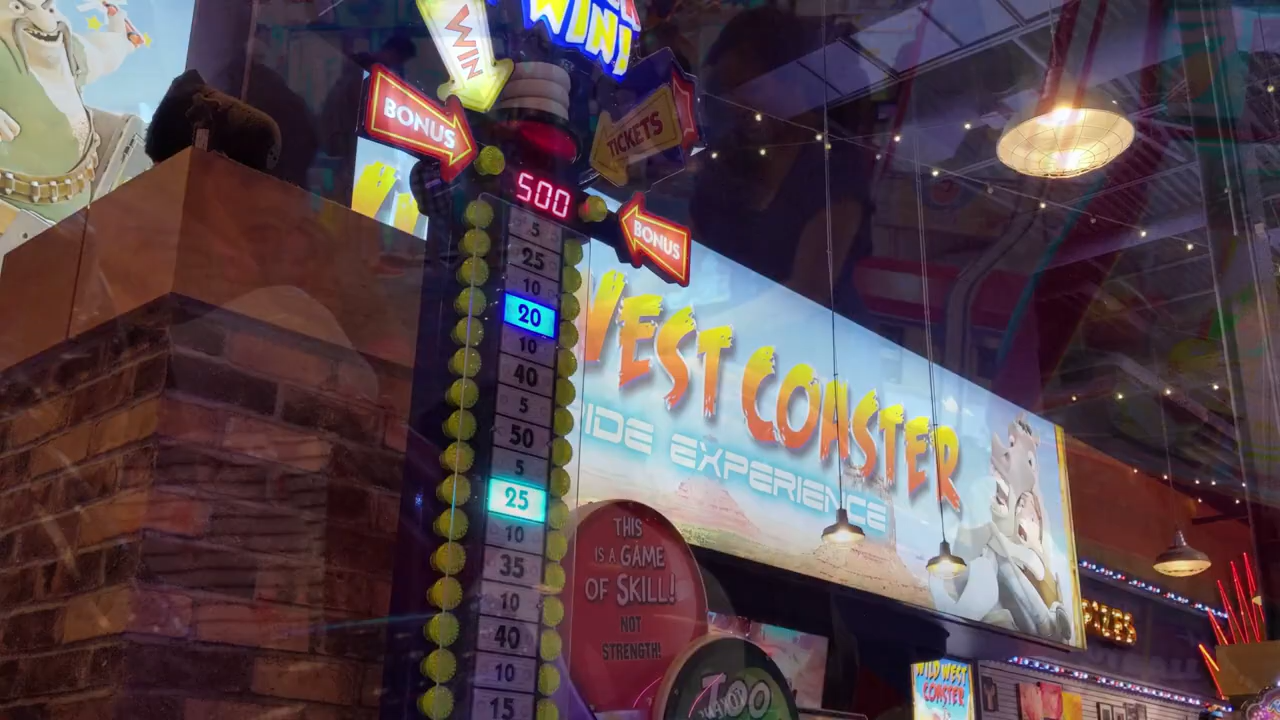 WIN
WIN!
BONUS
TICKETS
500
BONUS
5
25
10
20
10
40
5
50
5
25
10
35
10
40
10
15
WEST COASTER
RIDE EXPERIENCE
THIS
IS A GAME
OF SKILL!
NOT
STRENGTH!
WILD WEST
COASTER